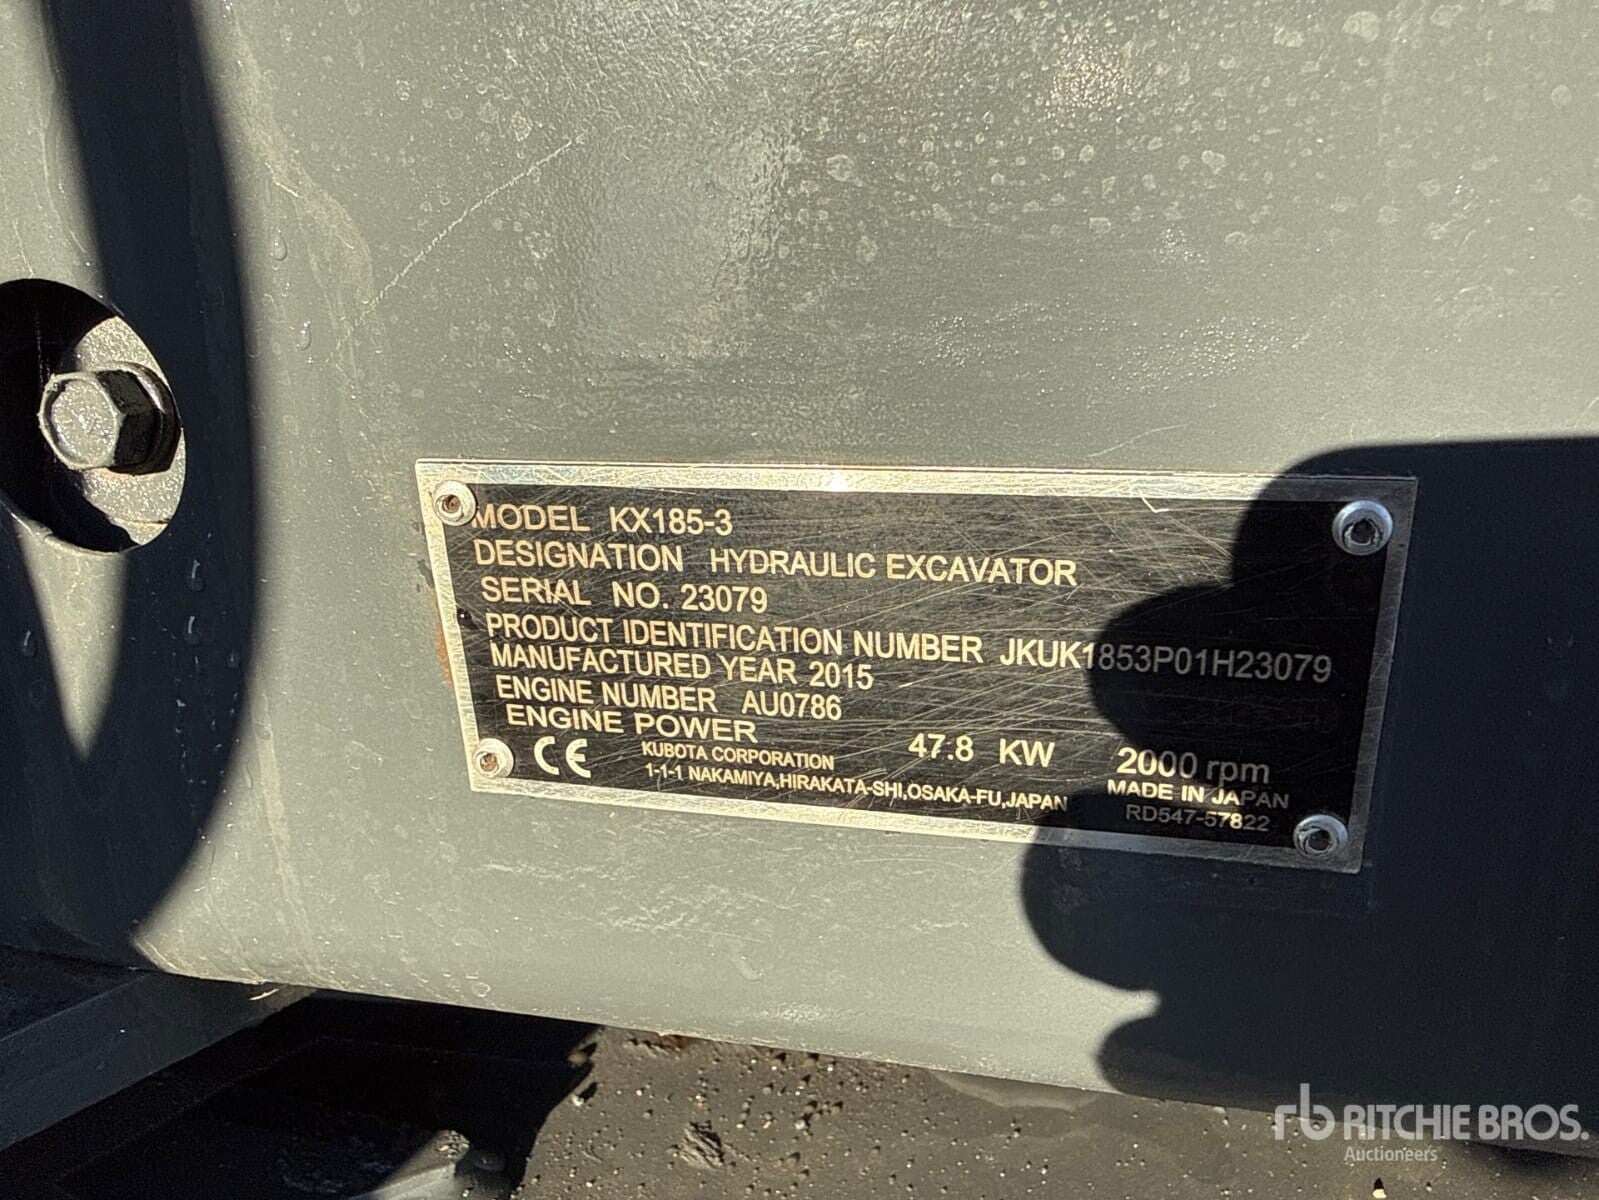 MODEL KX185-3
DESIGNATION HYDRAULIC EXCAVATOR
SERIAL NO. 23079
PRODUCT IDENTIFICATION NUMBER JKUK1853P01H23079
MANUFACTURED YEAR 2015
ENGINE NUMBER AU0786
ENGINE POWER 47.8 KW 2000 rpm
CE KUBOTA CORPORATION MADE IN JAPAN
1-1-1 NAKAMIYA,HIRAKATA-SHI,OSAKA-FU,JAPAN RD547-57822
rb RITCHIE BROS.
Auctioneers